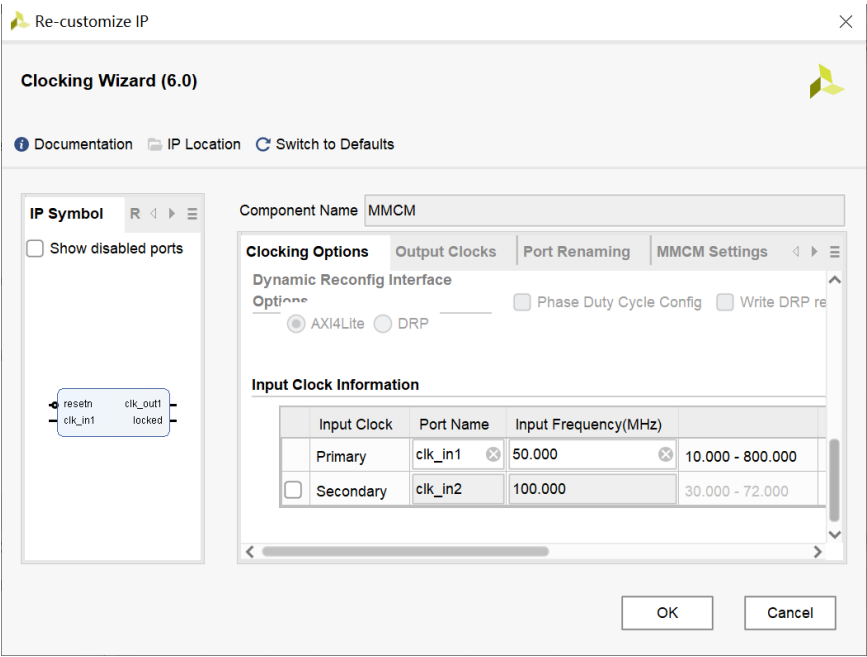 Re-customize IP
Clocking Wizard (6.0)
Documentation IP Location Switch to Defaults
IP Symbol R
Show disabled ports
resetn clk_out1
clk_in1 locked
Component Name MMCM
Clocking Options Output Clocks Port Renaming MMCM Settings
Dynamic Reconfig Interface
Options
Phase Duty Cycle Config Write DRP re
AXI4Lite DRP
Input Clock Information
Input Clock Port Name Input Frequency(MHz)
Primary clk_in1 50.000 10.000 - 800.000
Secondary clk_in2 100.000 30.000 - 72.000
OK Cancel